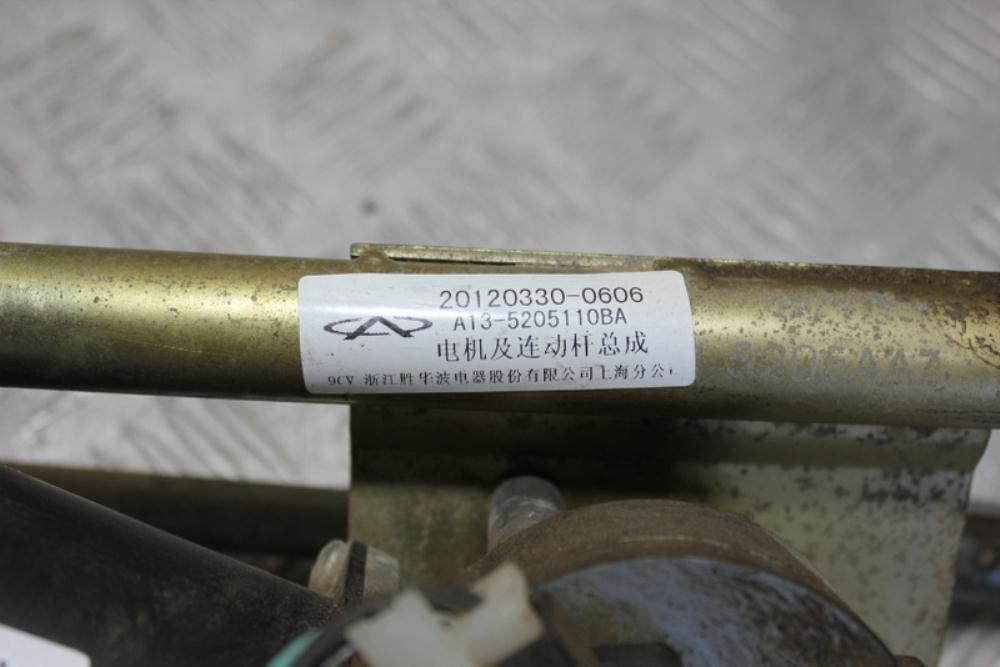 20120330-0606
A13-5205110BA
电机及连动杆总成
9CV 浙江胜华波电器股份有限公司上海分公
5205AAZ